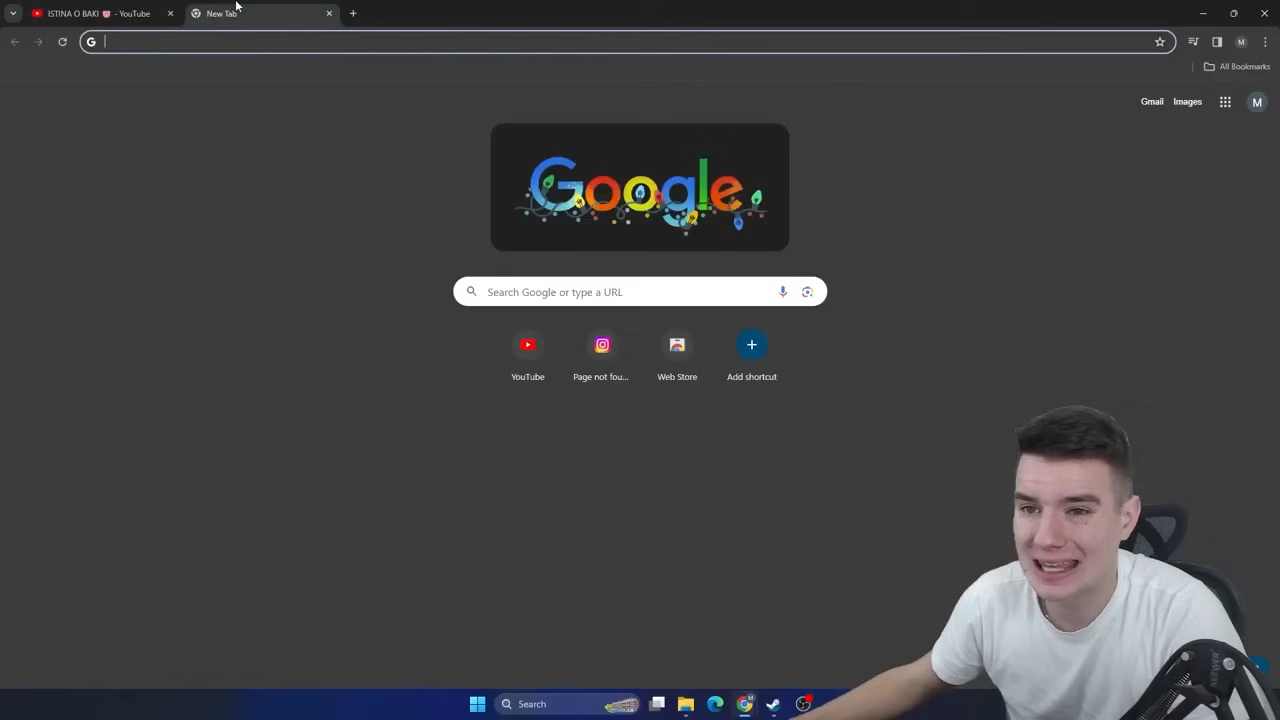 ISTINA O BAKI 🐷 - YouTube
New Tab
G
M
All Bookmarks
Gmail
Images
M
Google
Search Google or type a URL
YouTube
Page not fou...
Web Store
Add shortcut
NEEWER
Search
M